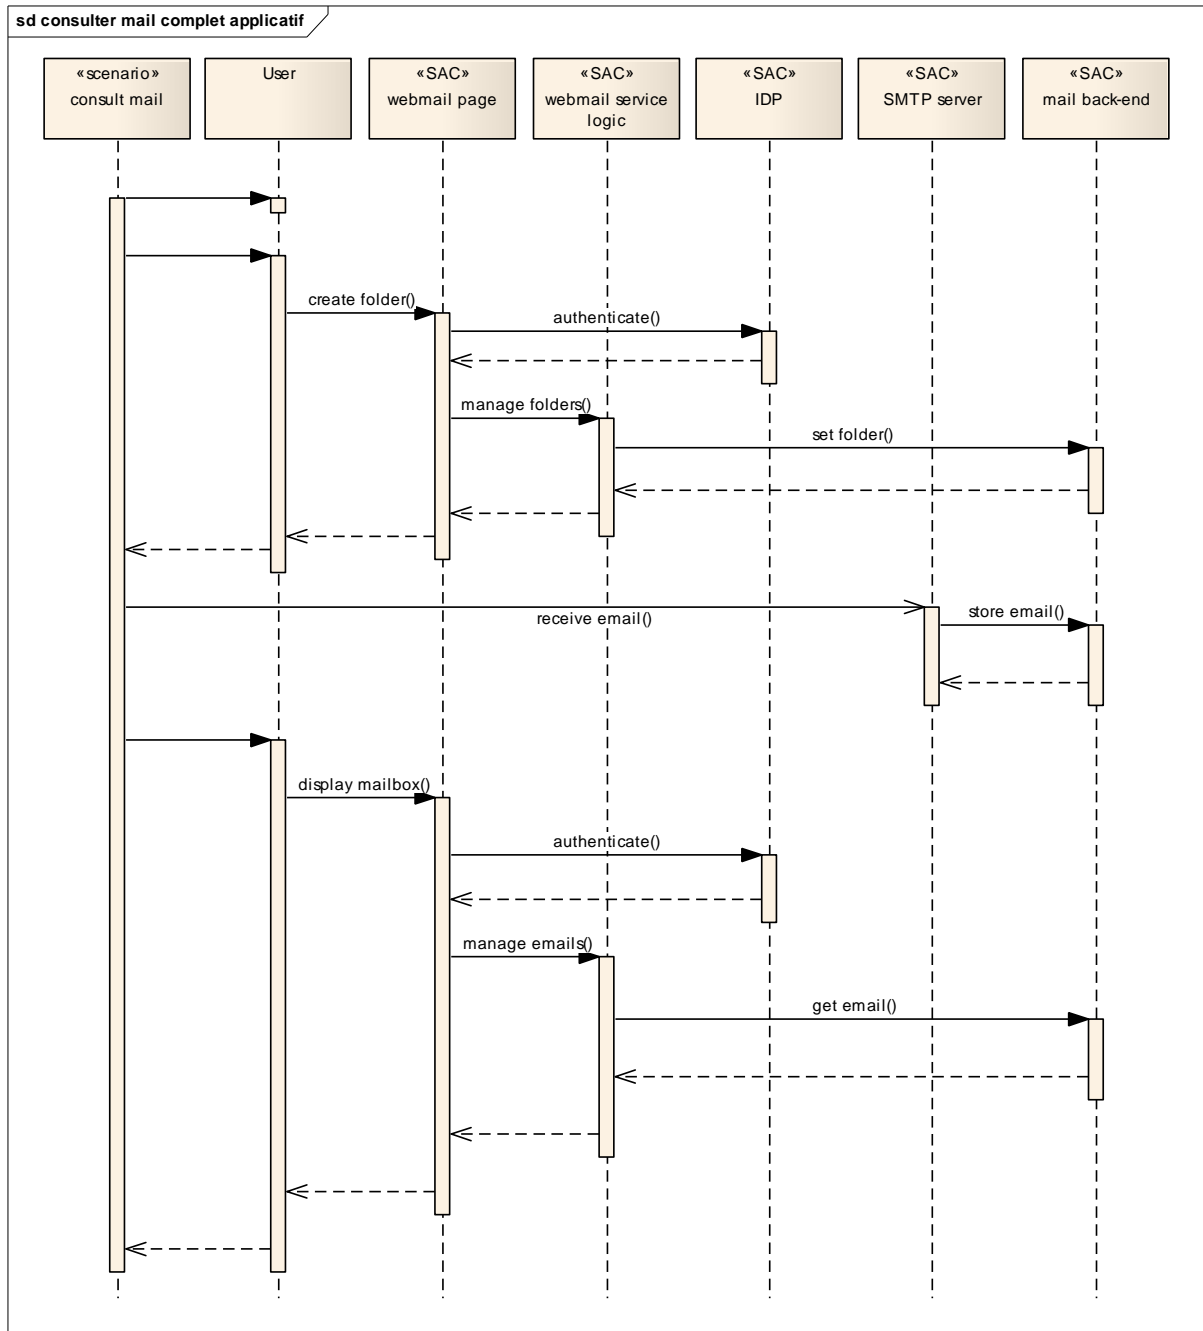 sd consulter mail complet applicatif
«scenario»
consult mail
User
«SAC»
webmail page
«SAC»
webmail service
logic
«SAC»
IDP
«SAC»
SMTP server
«SAC»
mail back-end
create folder()
authenticate()
manage folders()
set folder()
receive email()
store email()
display mailbox()
authenticate()
manage emails()
get email()